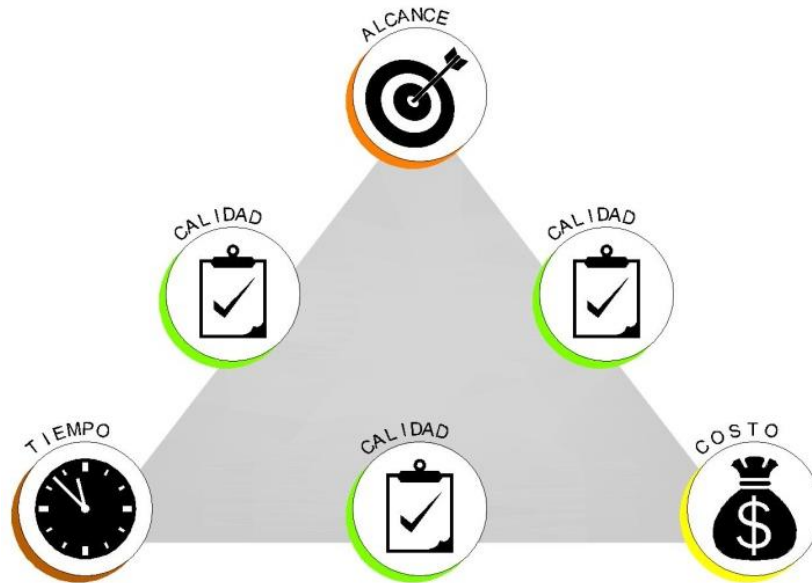 ALCANCE
CALIDAD
CALIDAD
TIEMPO
CALIDAD
COSTO
$